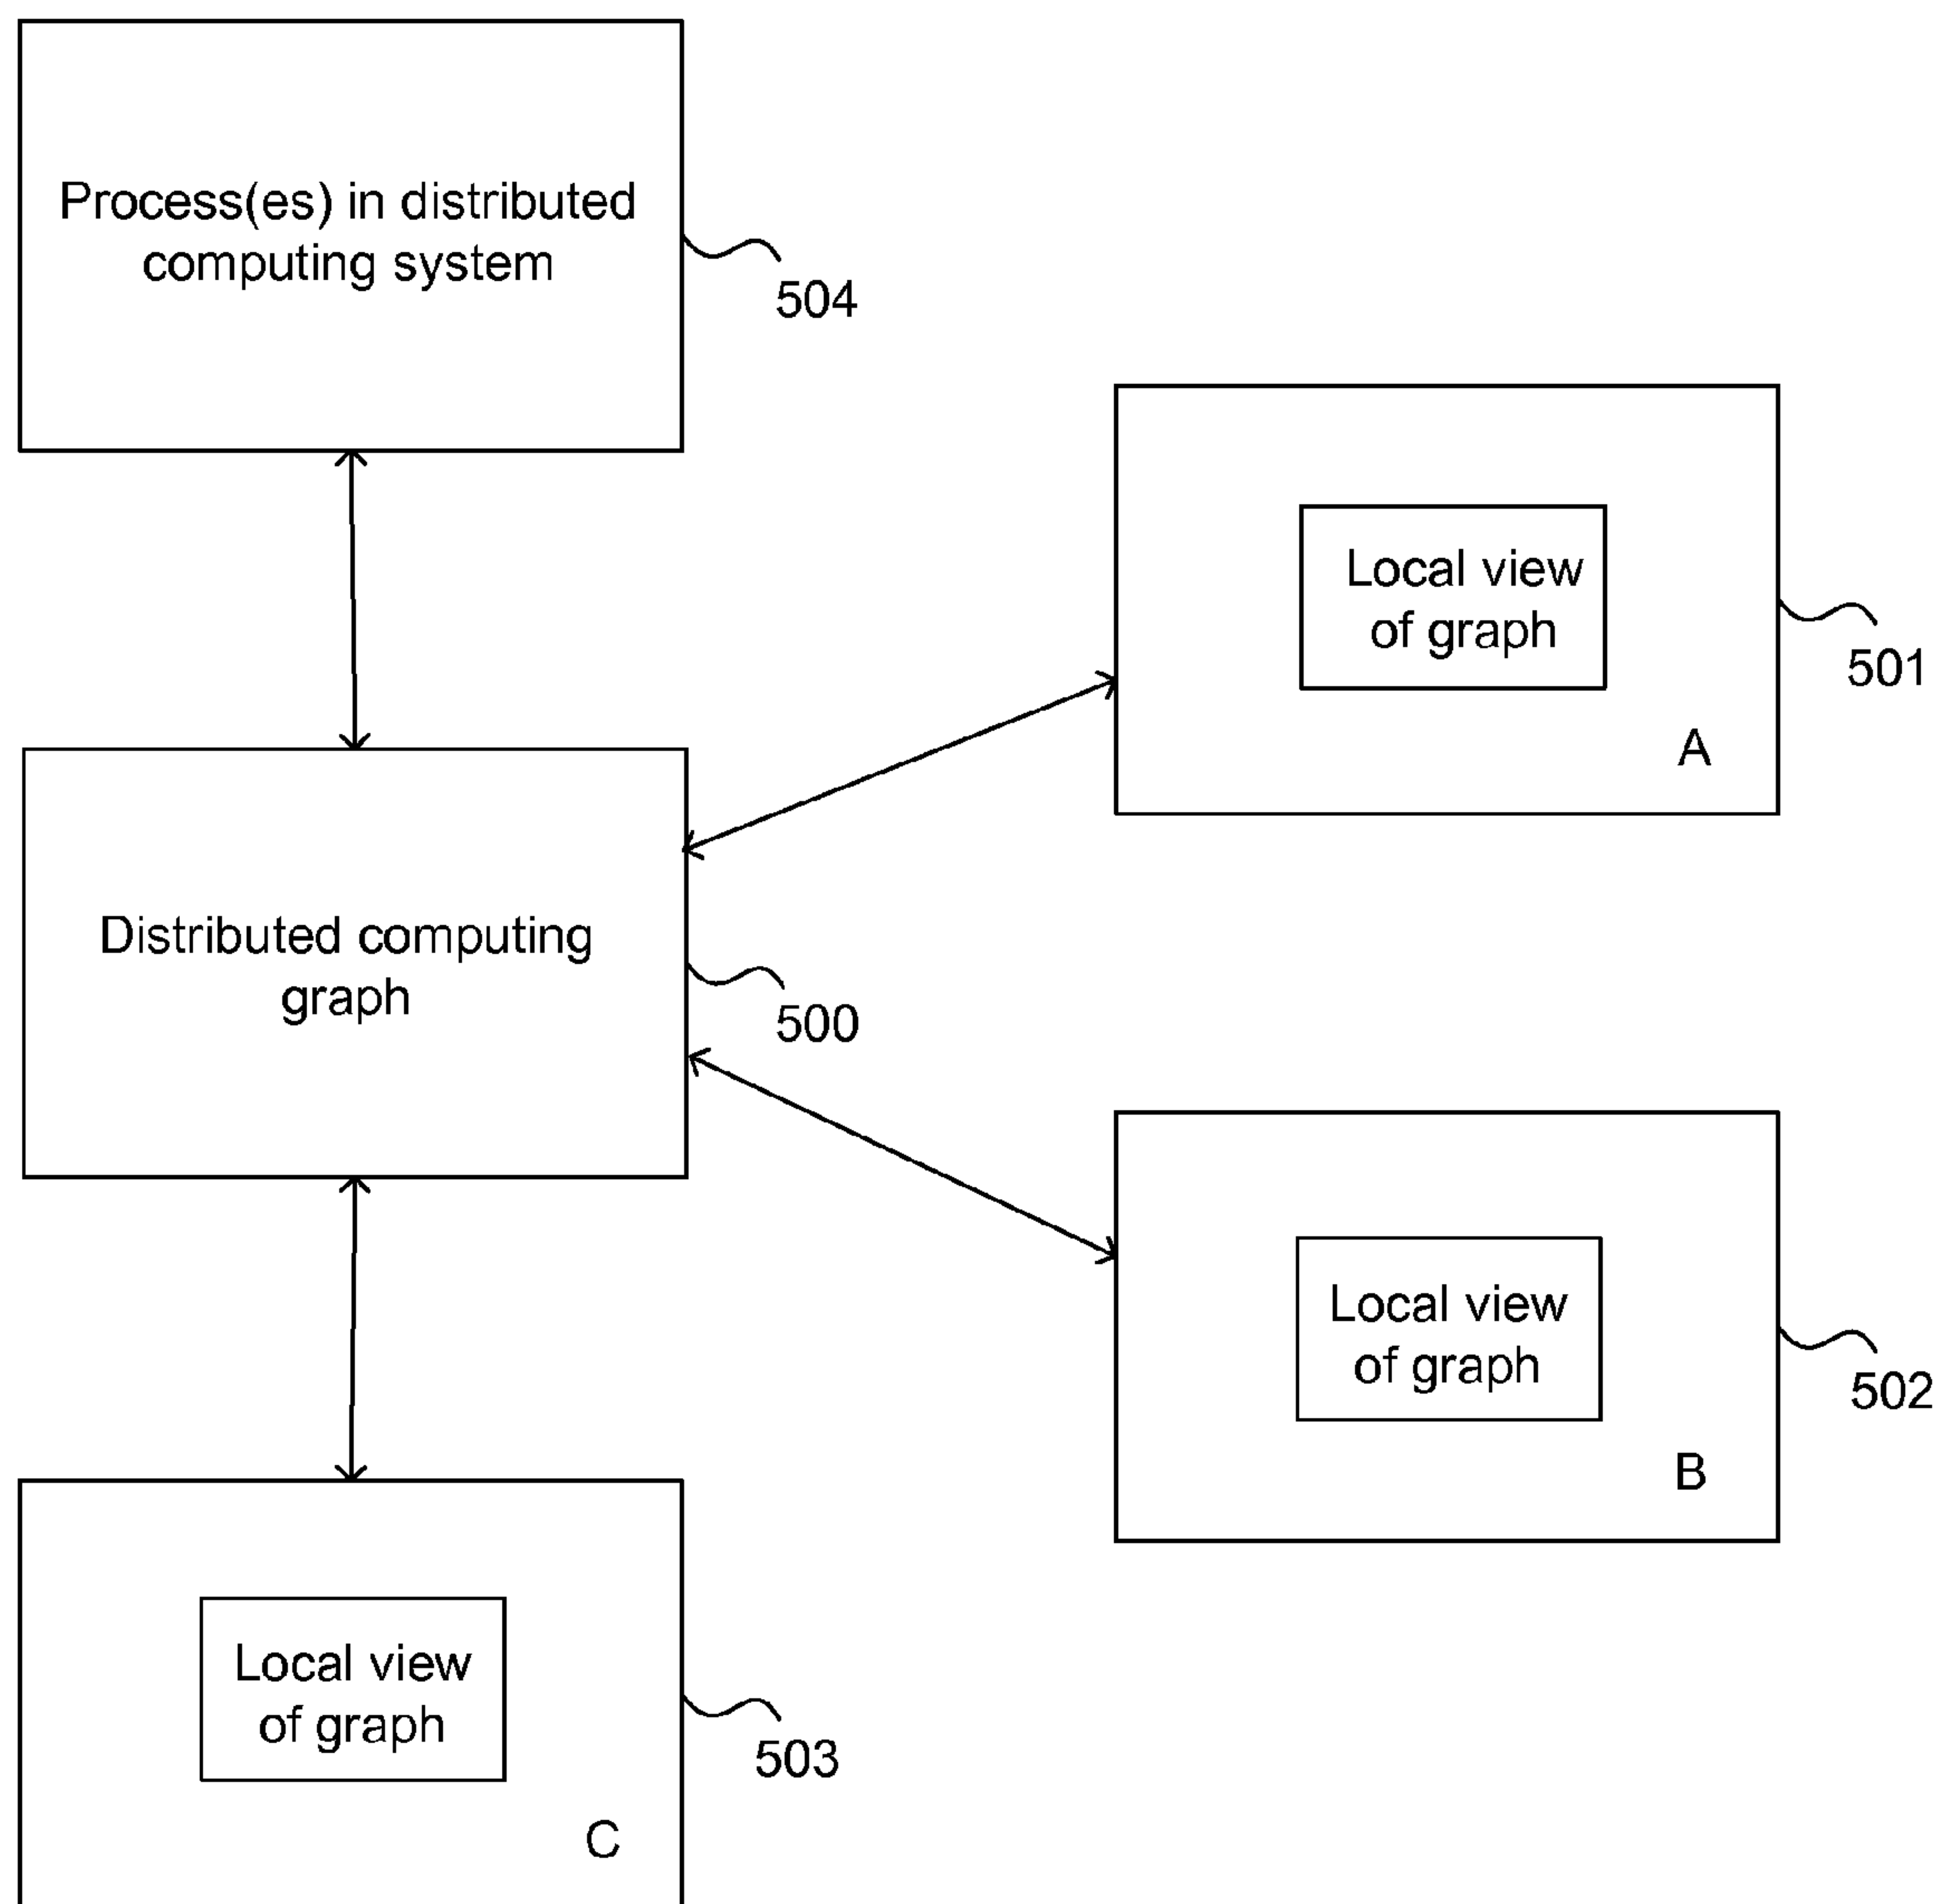 Process(es) in distributed
computing system
504
Local view
of graph
501
A
Distributed computing
graph
500
Local view
of graph
502
B
Local view
of graph
503
C